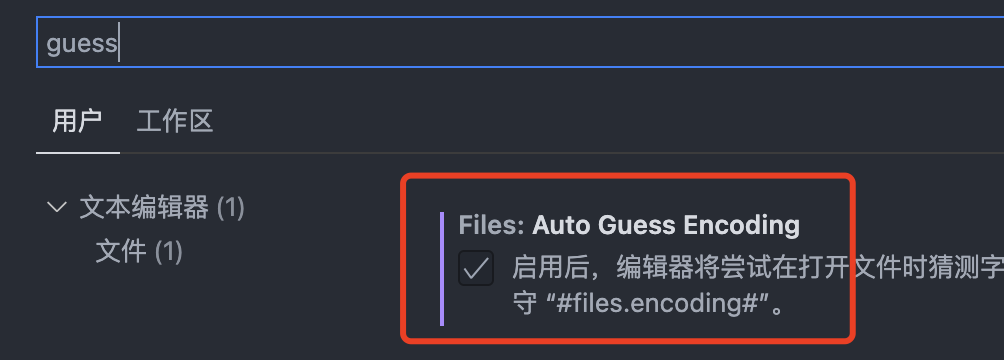 guess
用户 工作区
文本编辑器 (1)
文件 (1)
Files: Auto Guess Encoding
启用后，编辑器将尝试在打开文件时猜测字
守 “#files.encoding#”。